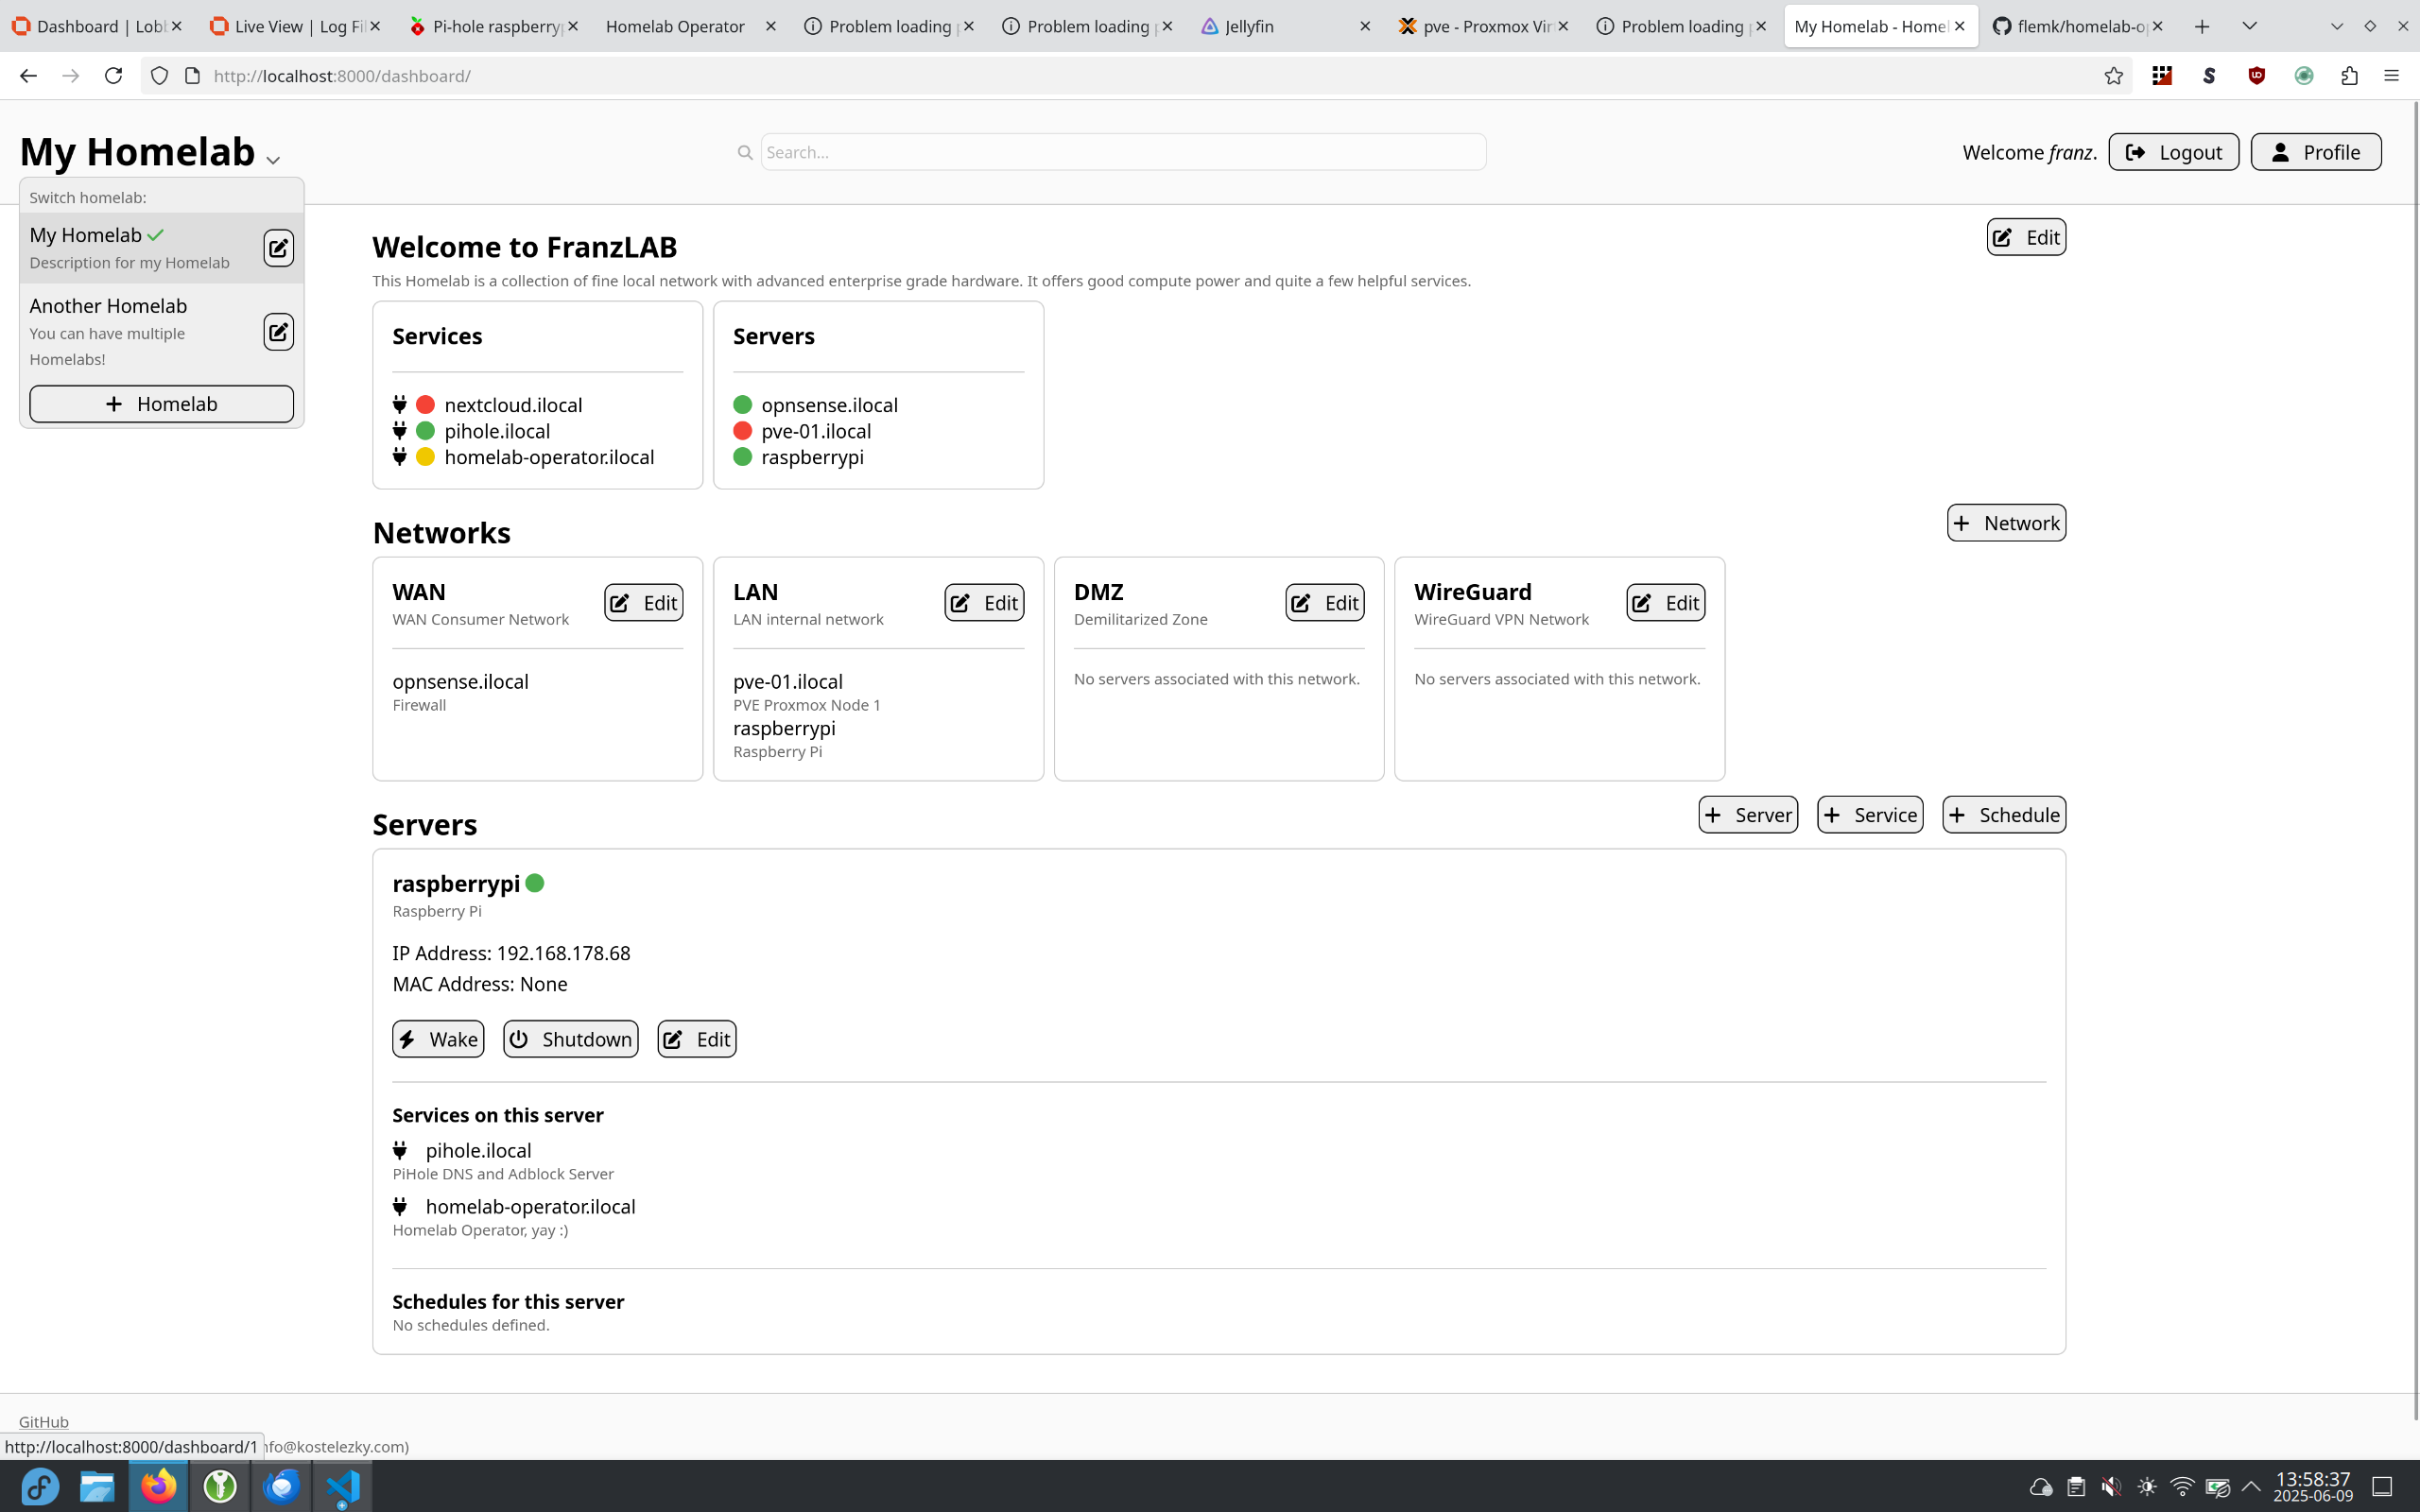 Dashboard | Lobb
Live View | Log Fil
Pi-hole raspberryp
Homelab Operator
Problem loading p
Problem loading p
Jellyfin
pve - Proxmox Vir
Problem loading p
My Homelab - Homel
flemk/homelab-op
http://localhost:8000/dashboard/
My Homelab
Search...
Welcome franz.
Logout
Profile
Switch homelab:
My Homelab
Description for my Homelab
Another Homelab
You can have multiple
Homelabs!
Homelab
Welcome to FranzLAB
Edit
This Homelab is a collection of fine local network with advanced enterprise grade hardware. It offers good compute power and quite a few helpful services.
Services
nextcloud.ilocal
pihole.ilocal
homelab-operator.ilocal
Servers
opnsense.ilocal
pve-01.ilocal
raspberrypi
Networks
Network
WAN
WAN Consumer Network
Edit
opnsense.ilocal
Firewall
LAN
LAN internal network
Edit
pve-01.ilocal
PVE Proxmox Node 1
raspberrypi
Raspberry Pi
DMZ
Demilitarized Zone
Edit
No servers associated with this network.
WireGuard
WireGuard VPN Network
Edit
No servers associated with this network.
Servers
Server
Service
Schedule
raspberrypi
Raspberry Pi
IP Address: 192.168.178.68
MAC Address: None
Wake
Shutdown
Edit
Services on this server
pihole.ilocal
PiHole DNS and Adblock Server
homelab-operator.ilocal
Homelab Operator, yay :)
Schedules for this server
No schedules defined.
GitHub
http://localhost:8000/dashboard/1
nfo@kostelezky.com)
13:58:37
2025-06-09